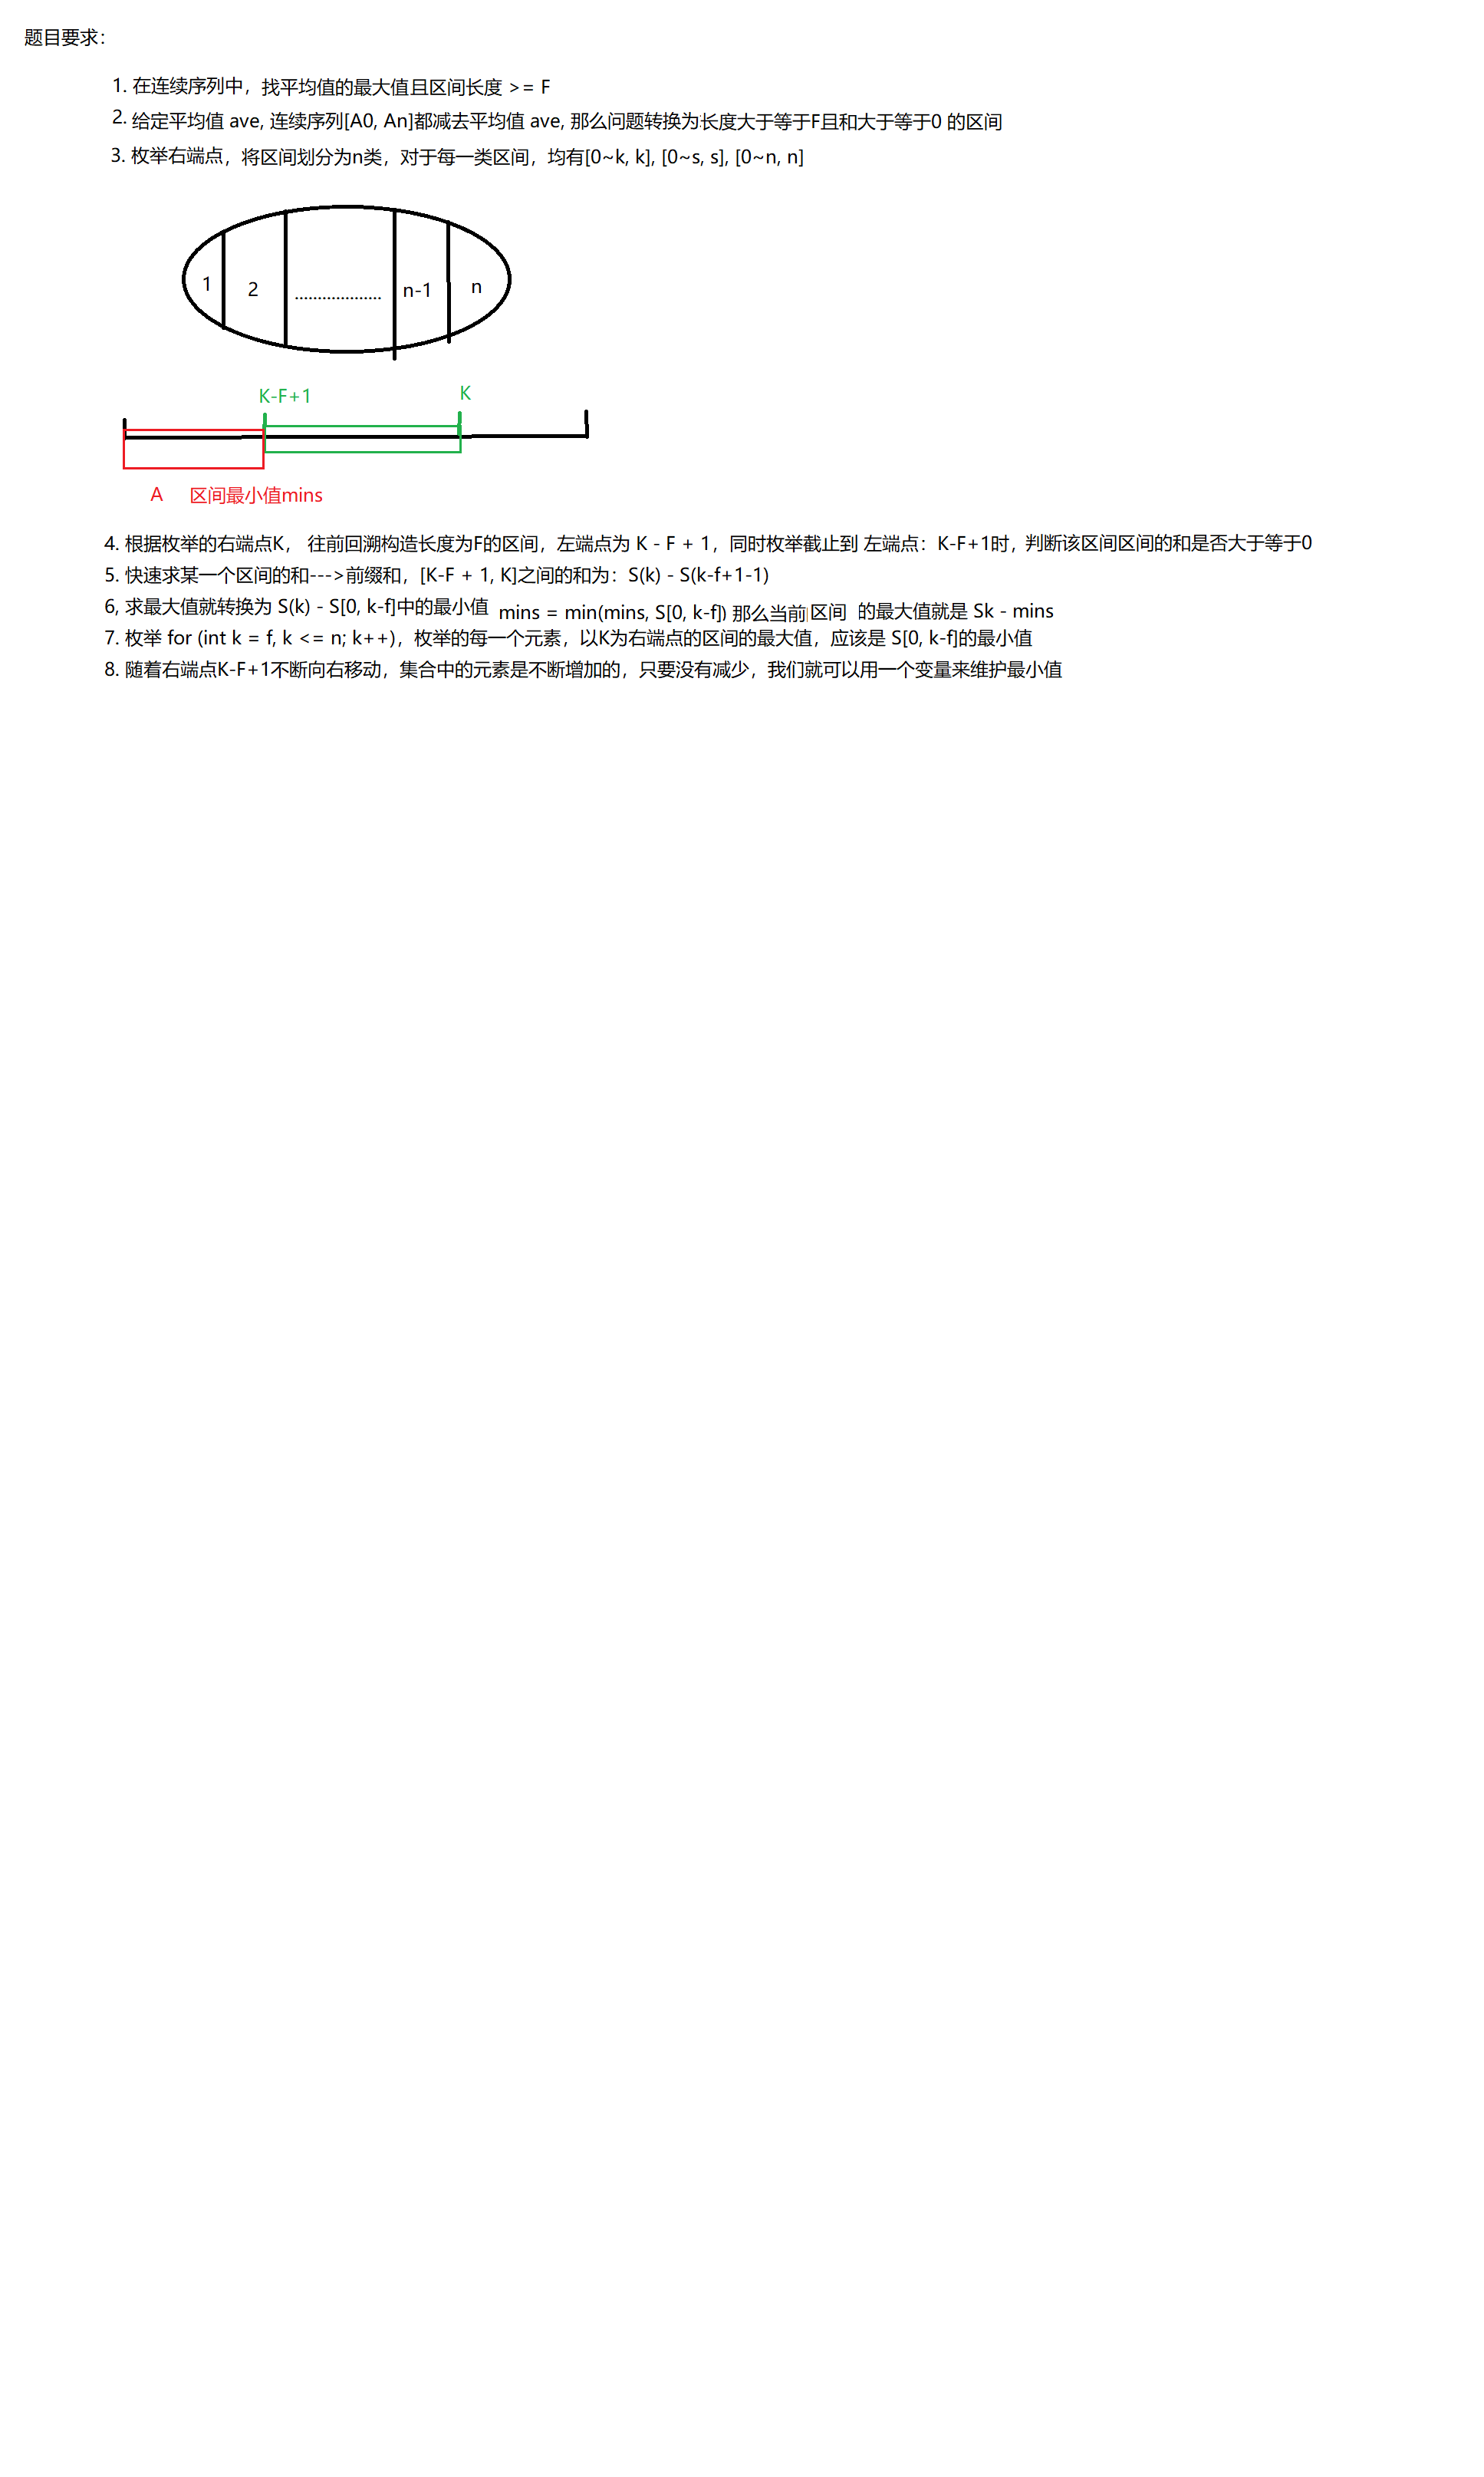 题目要求：
1. 在连续序列中，找平均值的最大值且区间长度 >= F
2. 给定平均值 ave, 连续序列[A0, An]都减去平均值 ave, 那么问题转换为长度大于等于F且和大于等于0 的区间
3. 枚举右端点，将区间划分为n类，对于每一类区间，均有[0~k, k], [0~s, s], [0~n, n]
1 2 ................... n-1 n
K-F+1 K
A 区间最小值mins
4. 根据枚举的右端点K， 往前回溯构造长度为F的区间，左端点为 K - F + 1，同时枚举截止到 左端点：K-F+1时，判断该区间区间的和是否大于等于0
5. 快速求某一个区间的和--->前缀和，[K-F + 1, K]之间的和为：S(k) - S(k-f+1-1)
6, 求最大值就转换为 S(k) - S[0, k-f]中的最小值 mins = min(mins, S[0, k-f]) 那么当前区间 的最大值就是 Sk - mins
7. 枚举 for (int k = f, k <= n; k++)，枚举的每一个元素，以K为右端点的区间的最大值，应该是 S[0, k-f]的最小值
8. 随着右端点K-F+1不断向右移动，集合中的元素是不断增加的，只要没有减少，我们就可以用一个变量来维护最小值